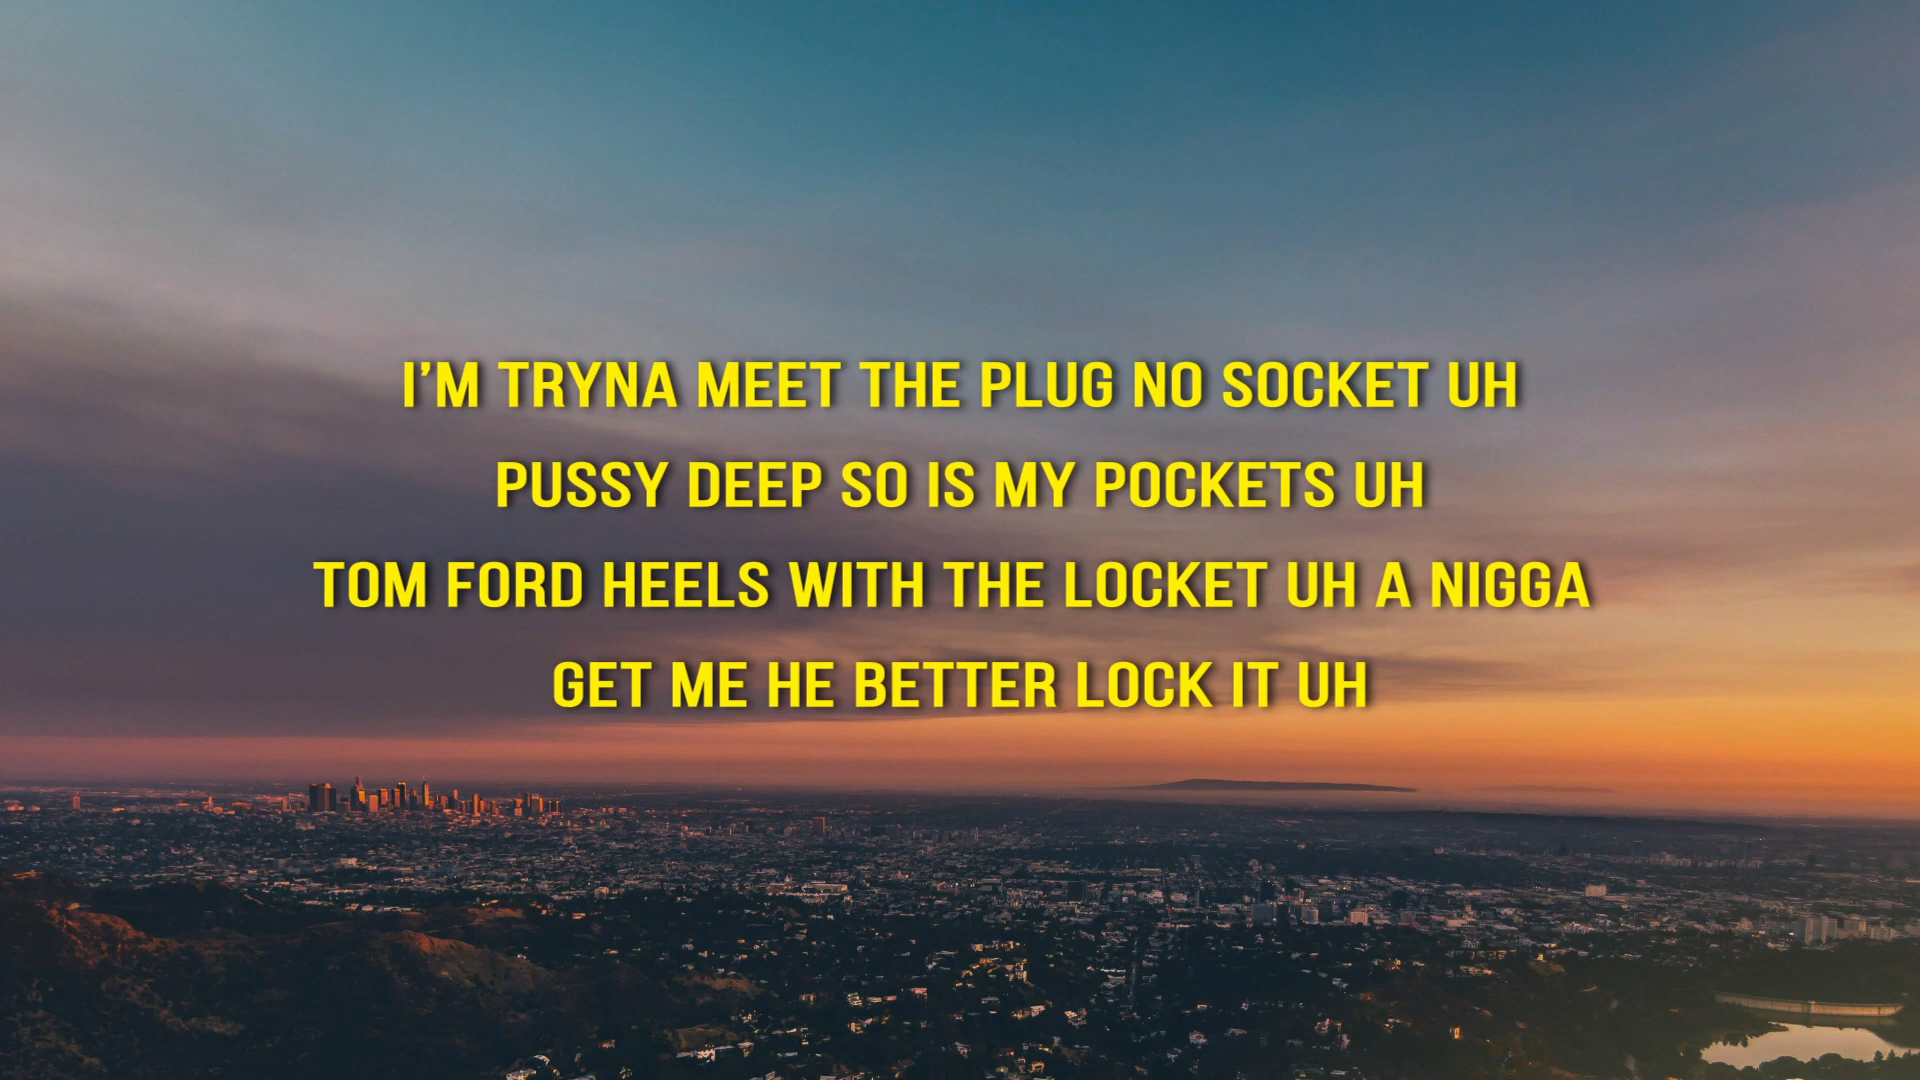 I'M TRYNA MEET THE PLUG NO SOCKET UH
PUSSY DEEP SO IS MY POCKETS UH
TOM FORD HEELS WITH THE LOCKET UH A NIGGA
GET ME HE BETTER LOCK IT UH